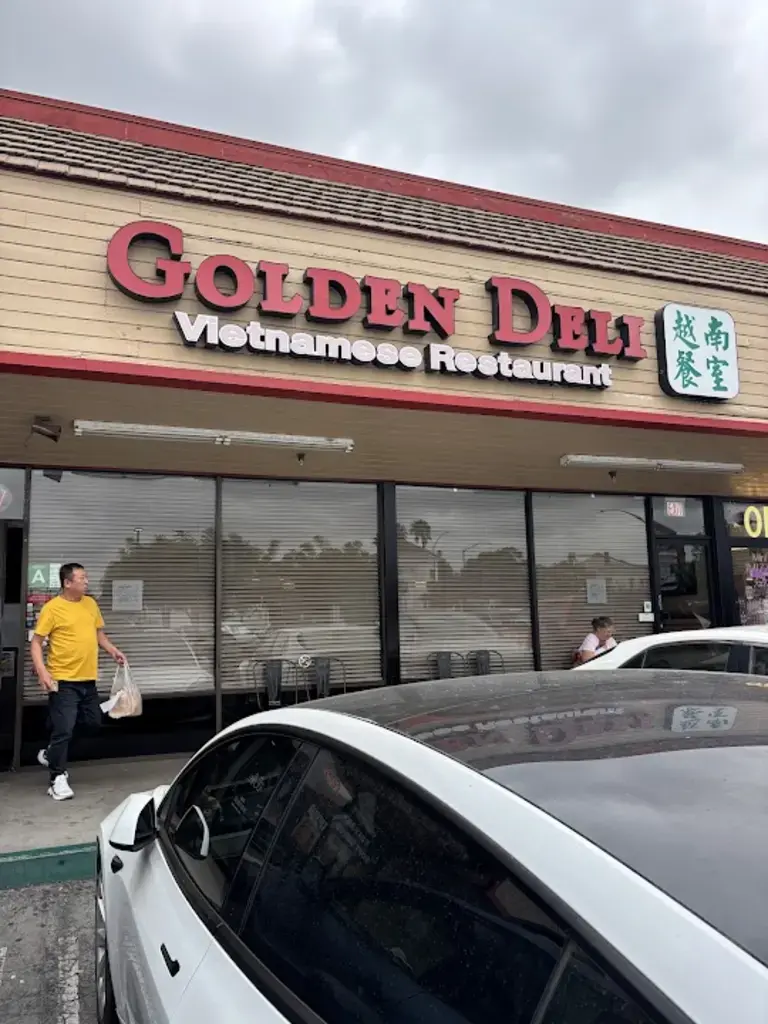 GOLDEN DELI
Vietnamese Restaurant
越南
餐室
A